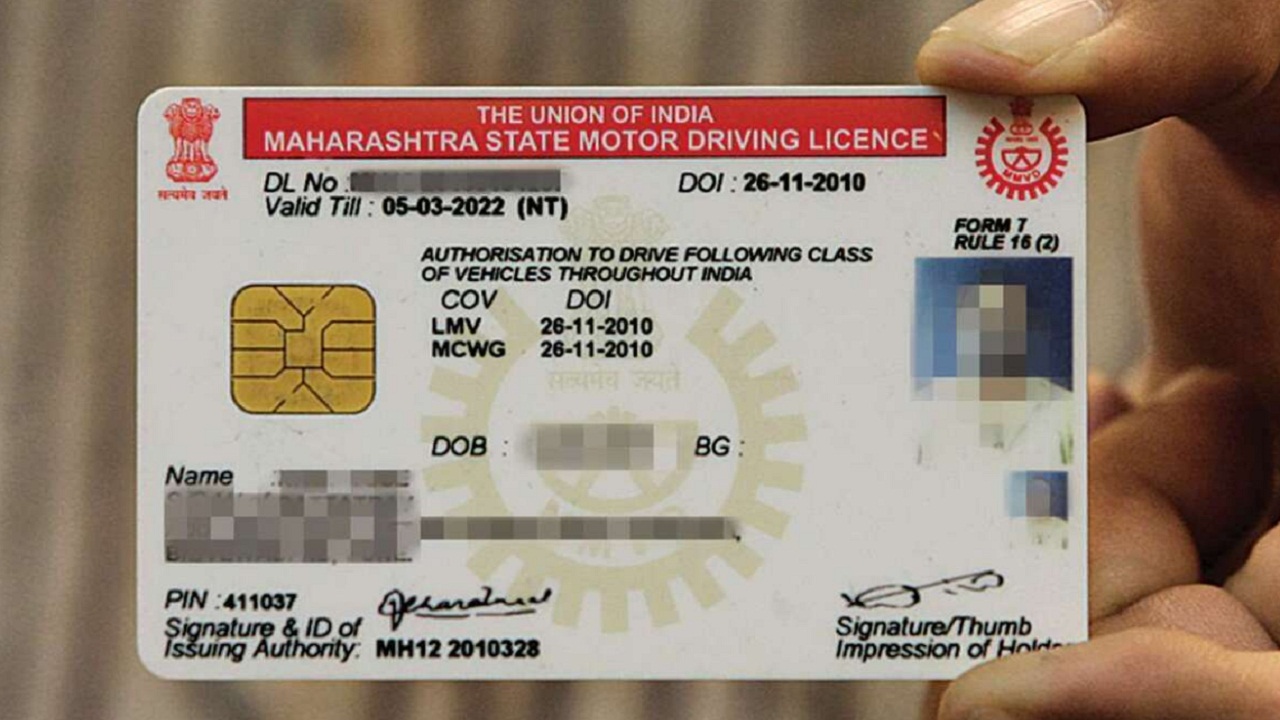 THE UNION OF INDIA
MAHARASHTRA STATE MOTOR DRIVING LICENCE
सत्यमेव जयते
DL No : DOI : 26-11-2010
Valid Till : 05-03-2022 (NT)
FORM 7
RULE 16 (2)
AUTHORISATION TO DRIVE FOLLOWING CLASS
OF VEHICLES THROUGHOUT INDIA
COV DOI
LMV 26-11-2010
MCWG 26-11-2010
सत्यमेव जयते
DOB : BG :
Name
PIN : 411037
Signature & ID of
Issuing Authority: MH12 2010328
Signature/Thumb
Impression of